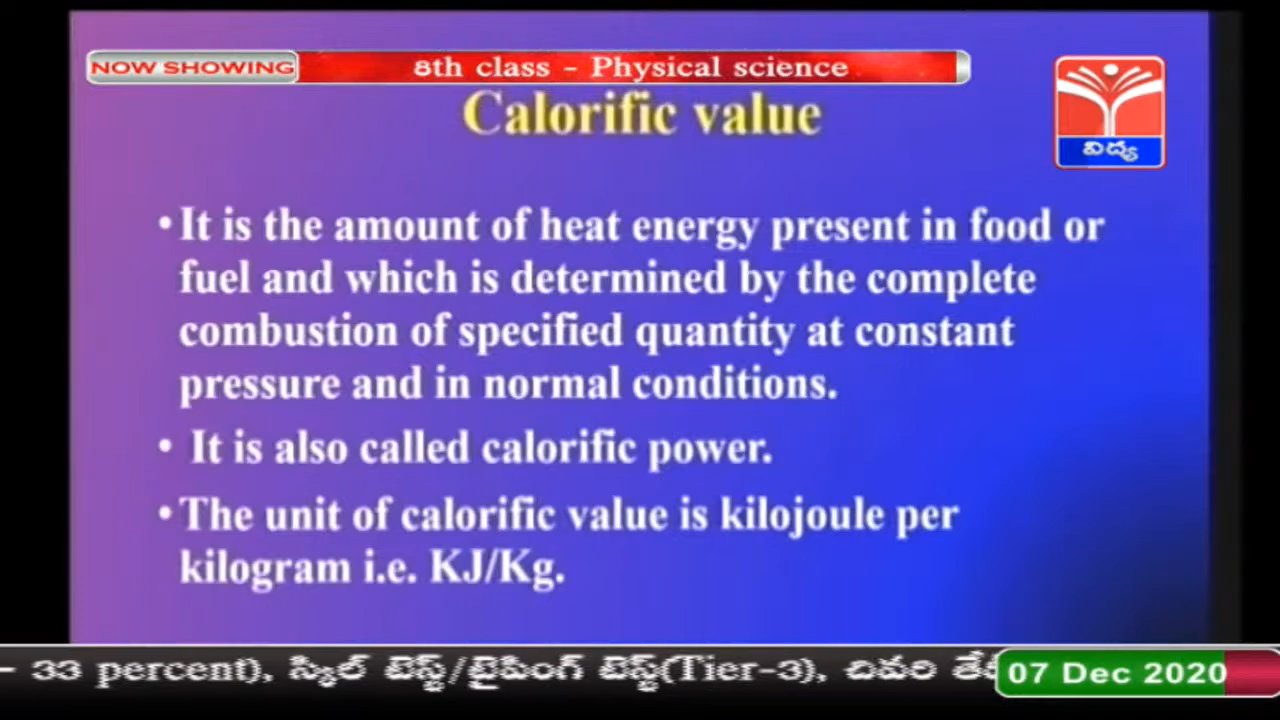 NOW SHOWING
8th class - Physical science
Calorific value
విద్య
•It is the amount of heat energy present in food or
fuel and which is determined by the complete
combustion of specified quantity at constant
pressure and in normal conditions.
• It is also called calorific power.
•The unit of calorific value is kilojoule per
kilogram i.e. KJ/Kg.
- 33 percent), స్కిల్ టెస్ట్/టైపింగ్ టెస్ట్(Tier-3), చివరి
07 Dec 2020